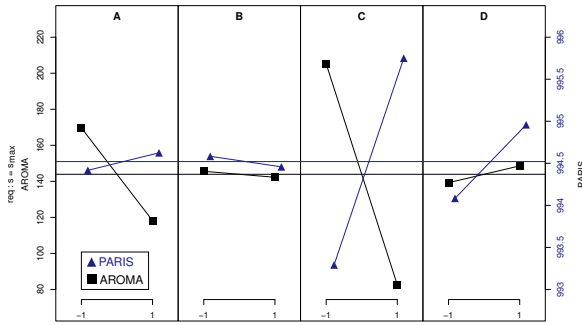 A B C D
req : s = smax
AROMA
220
200
180
160
140
120
100
80
996
995.5
995
994.5
994
993.5
993
PARIS
PARIS
AROMA
−1 1 −1 1 −1 1 −1 1